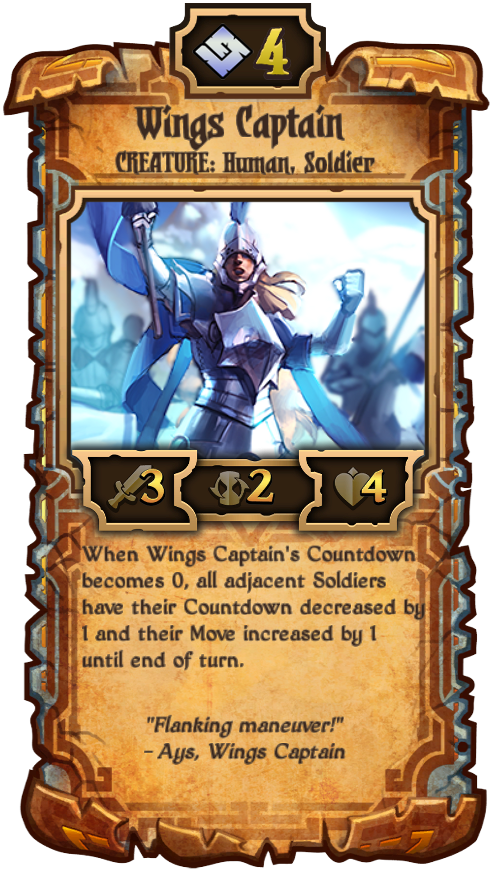 4
Wings Captain
CREATURE: Human, Soldier
3 2 4
When Wings Captain's Countdown
becomes 0, all adjacent Soldiers
have their Countdown decreased by
1 and their Move increased by 1
until end of turn.
"Flanking maneuver!"
- Ays, Wings Captain